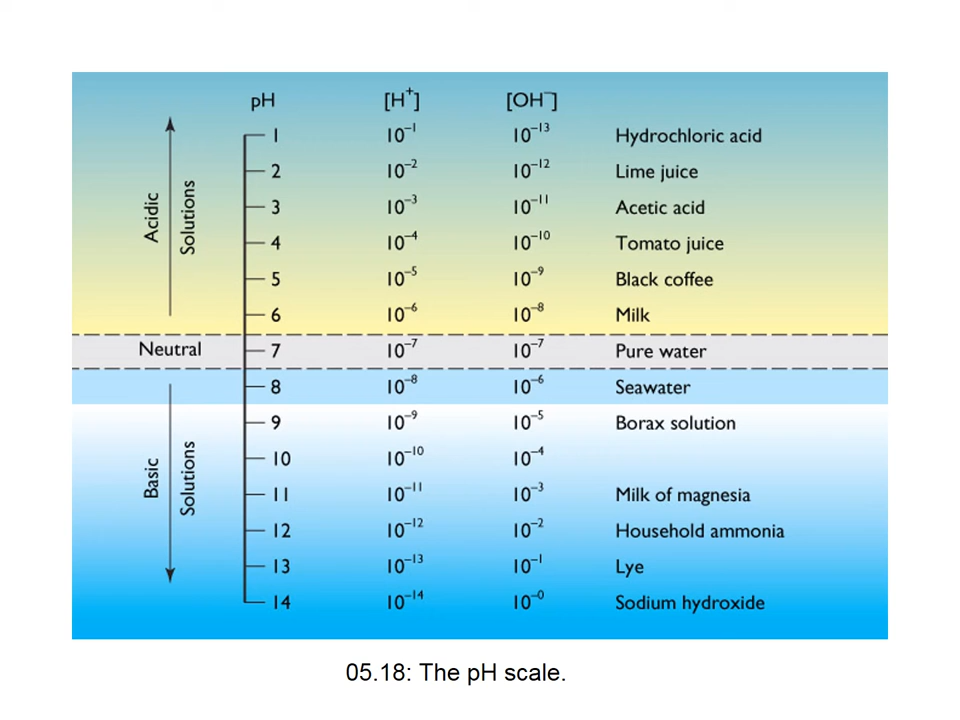 pH [H⁺] [OH⁻]
1 10⁻¹ 10⁻¹³ Hydrochloric acid
2 10⁻² 10⁻¹² Lime juice
3 10⁻³ 10⁻¹¹ Acetic acid
4 10⁻⁴ 10⁻¹⁰ Tomato juice
5 10⁻⁵ 10⁻⁹ Black coffee
6 10⁻⁶ 10⁻⁸ Milk
Acidic
Solutions
Neutral 7 10⁻⁷ 10⁻⁷ Pure water
8 10⁻⁸ 10⁻⁶ Seawater
9 10⁻⁹ 10⁻⁵ Borax solution
10 10⁻¹⁰ 10⁻⁴
11 10⁻¹¹ 10⁻³ Milk of magnesia
12 10⁻¹² 10⁻² Household ammonia
13 10⁻¹³ 10⁻¹ Lye
14 10⁻¹⁴ 10⁻⁰ Sodium hydroxide
Basic
Solutions
05.18: The pH scale.